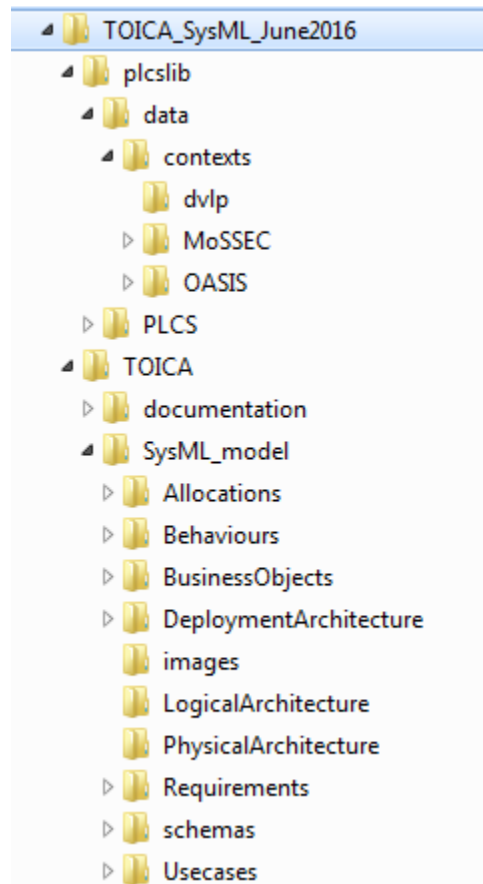 TOICA_SysML_June2016
plcslib
data
contexts
dvlp
MoSSEC
OASIS
PLCS
TOICA
documentation
SysML_model
Allocations
Behaviours
BusinessObjects
DeploymentArchitecture
images
LogicalArchitecture
PhysicalArchitecture
Requirements
schemas
Usecases